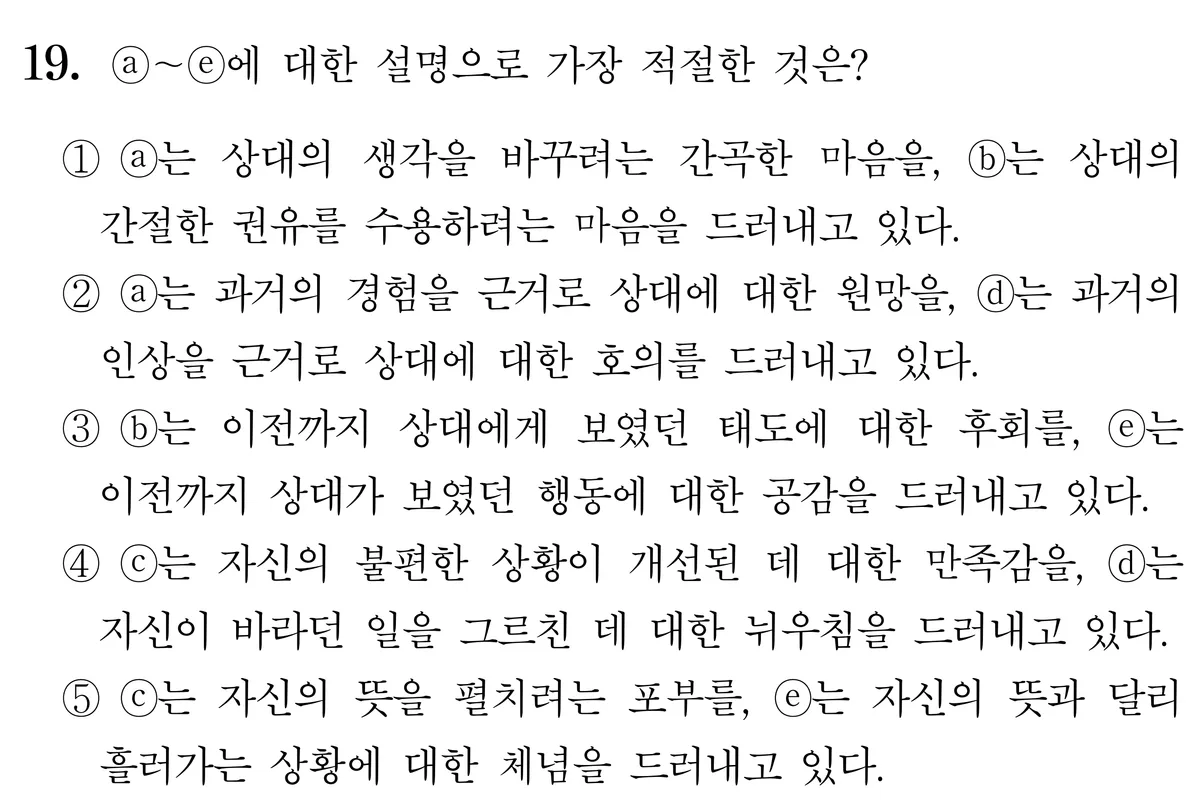 19. ⓐ~ⓔ에 대한 설명으로 가장 적절한 것은?
① ⓐ는 상대의 생각을 바꾸려는 간곡한 마음을, ⓑ는 상대의
간절한 권유를 수용하려는 마음을 드러내고 있다.
② ⓐ는 과거의 경험을 근거로 상대에 대한 원망을, ⓓ는 과거의
인상을 근거로 상대에 대한 호의를 드러내고 있다.
③ ⓑ는 이전까지 상대에게 보였던 태도에 대한 후회를, ⓔ는
이전까지 상대가 보였던 행동에 대한 공감을 드러내고 있다.
④ ⓒ는 자신의 불편한 상황이 개선된 데 대한 만족감을, ⓓ는
자신이 바라던 일을 그르친 데 대한 뉘우침을 드러내고 있다.
⑤ ⓒ는 자신의 뜻을 펼치려는 포부를, ⓔ는 자신의 뜻과 달리
흘러가는 상황에 대한 체념을 드러내고 있다.